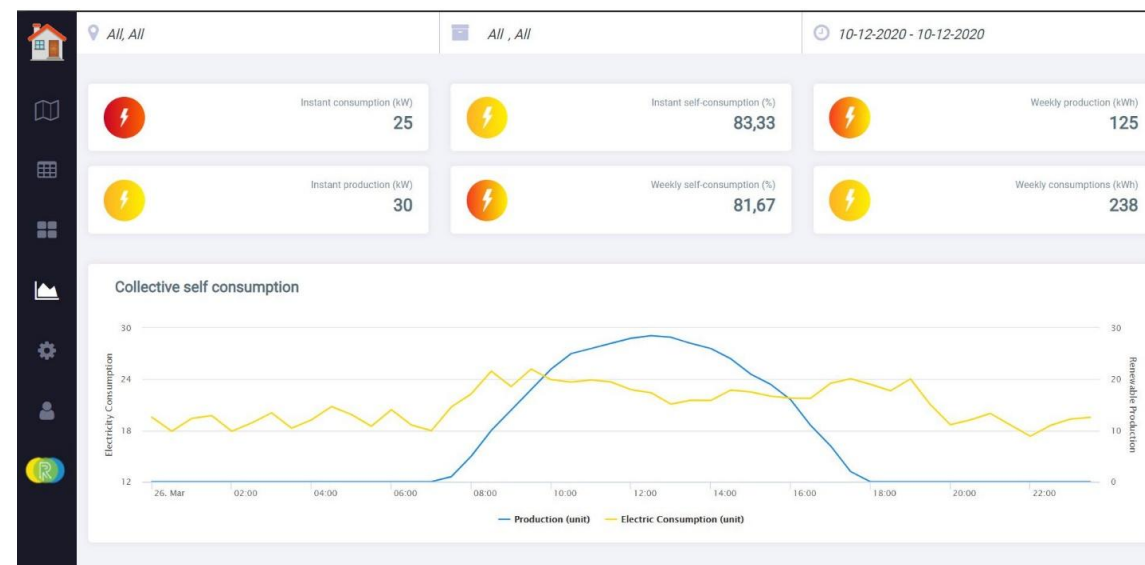 All, All
All , All
10-12-2020 - 10-12-2020
Instant consumption (kW)
25
Instant self-consumption (%)
83,33
Weekly production (kWh)
125
Instant production (kW)
30
Weekly self-consumption (%)
81,67
Weekly consumptions (kWh)
238
Collective self consumption
30
24
18
12
Electricity Consumption
30
20
10
0
Renewable Production
26. Mar 02:00 04:00 06:00 08:00 10:00 12:00 14:00 16:00 18:00 20:00 22:00
Production (unit) Electric Consumption (unit)
R